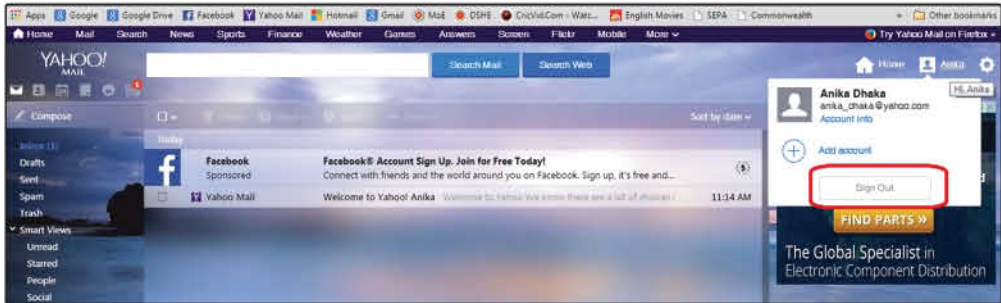 Apps Google Google Drive Facebook Yahoo Mail Hotmail Gmail MoE DSHE CricVid.Com - Watc... English Movies SEPA Commonwealth Other bookmarks
Home Mail Search News Sports Finance Weather Games Answers Screen Flickr Mobile More Try Yahoo Mail on Firefox »
YAHOO!
MAIL
Search Mail Search Web Home Anika
Hi, Anika
Compose Sort by date
Anika Dhaka
anika_dhaka@yahoo.com
Account Info
Add account
Sign Out
Inbox (1)
Drafts
Sent
Spam
Trash
Smart Views
Unread
Starred
People
Social
Today
Facebook Facebook® Account Sign Up. Join for Free Today!
Sponsored Connect with friends and the world around you on Facebook. Sign up, it's free and...
Yahoo Mail Welcome to Yahoo! Anika 11:14 AM
FIND PARTS »
The Global Specialist in
Electronic Component Distribution